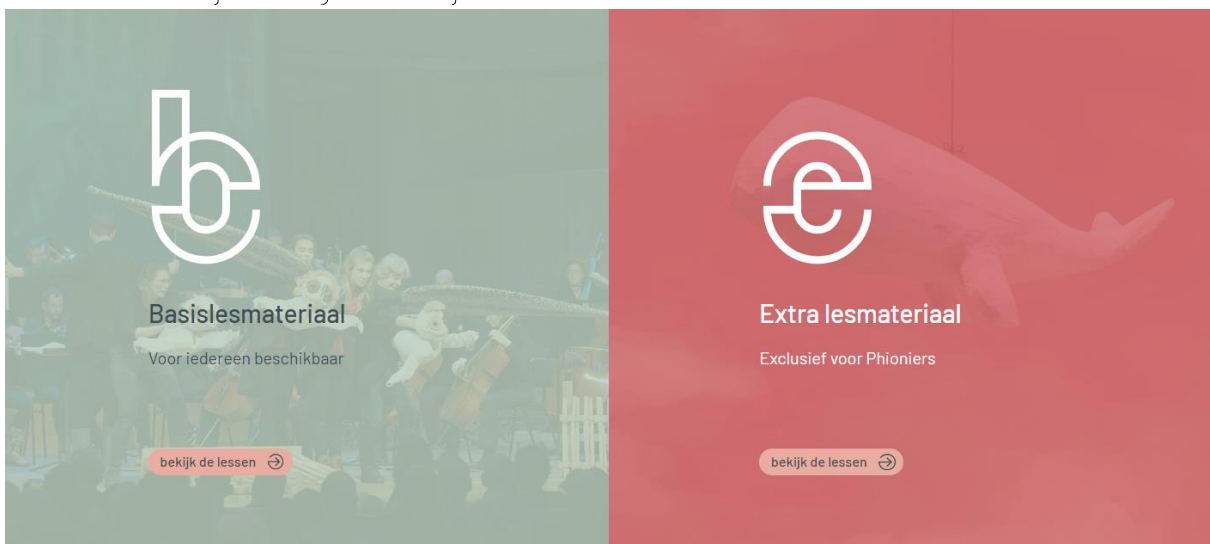 Basislesmateriaal
Voor iedereen beschikbaar
bekijk de lessen
Extra lesmateriaal
Exclusief voor Phioniers
bekijk de lessen